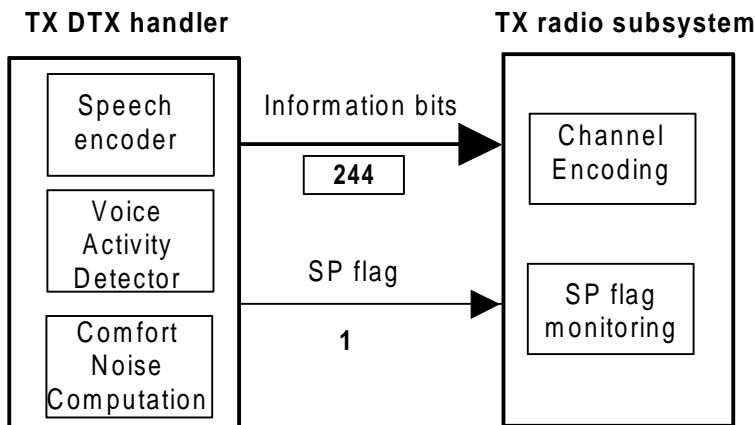 TX DTX handler
TX radio subsystem
Speech
encoder
Information bits
244
Channel
Encoding
Voice
Activity
Detector
SP flag
1
SP flag
monitoring
Comfort
Noise
Computation